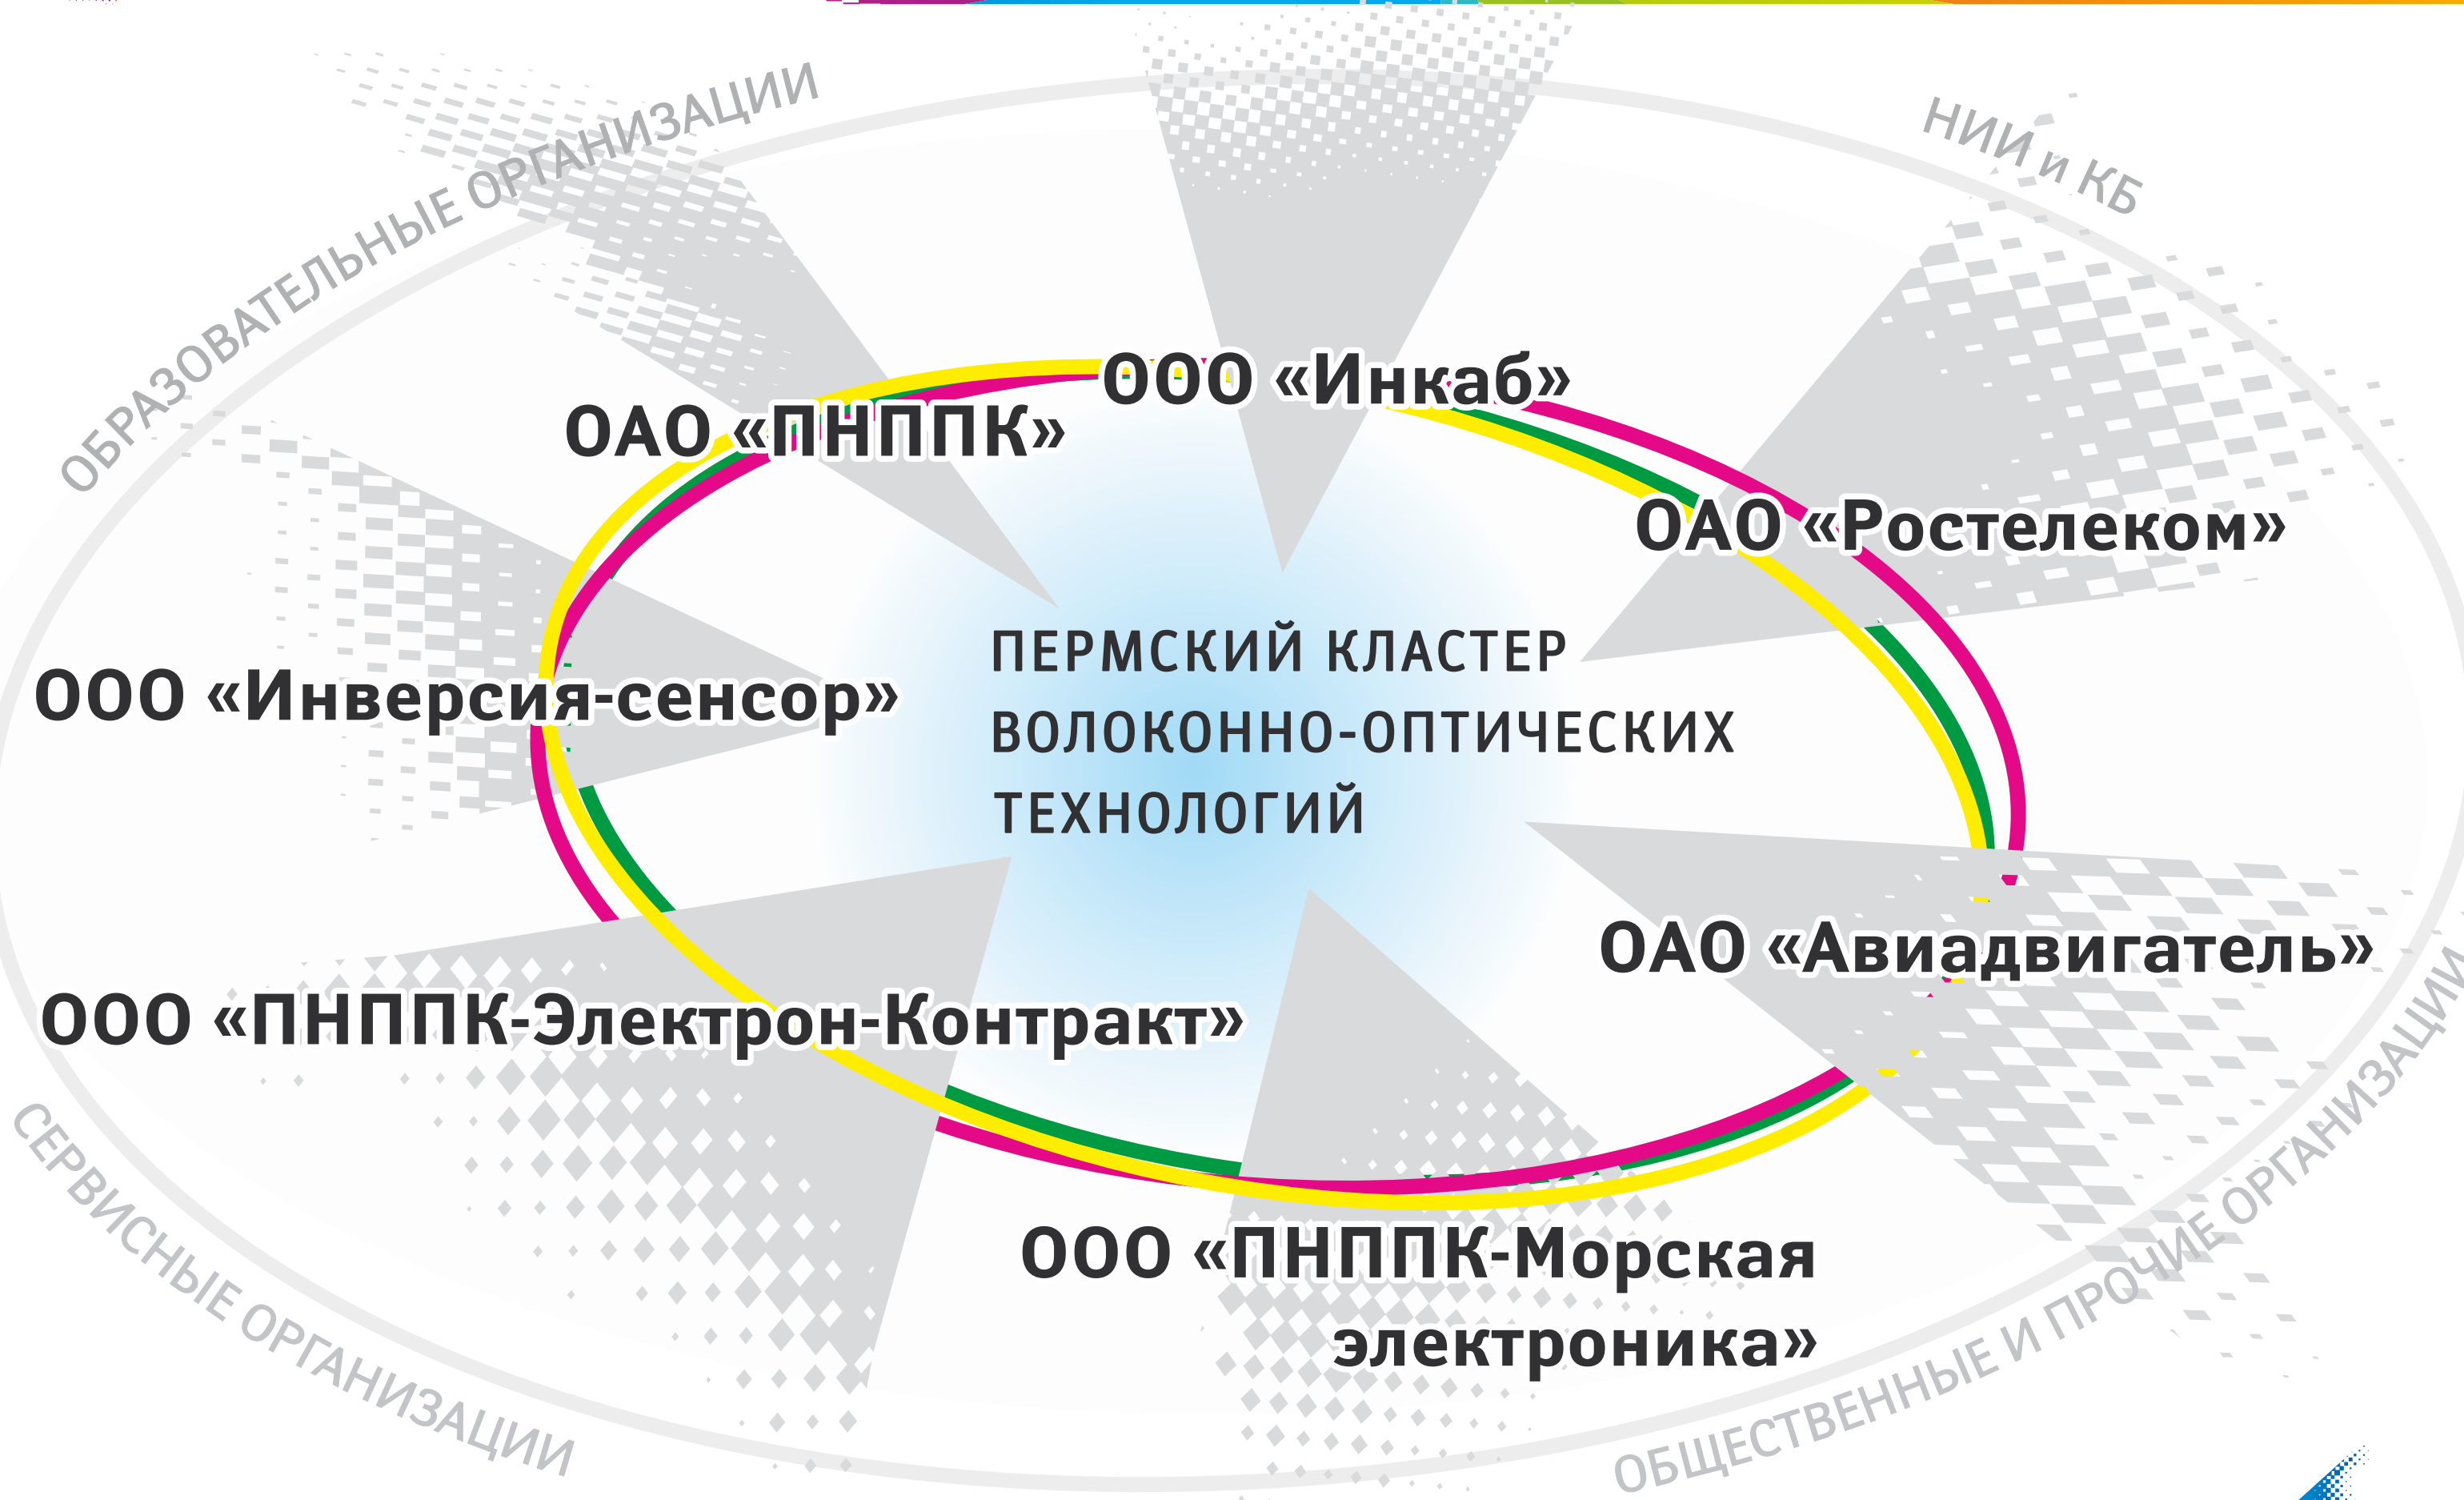 ОБРАЗОВАТЕЛЬНЫЕ ОРГАНИЗАЦИИ
НИИ и КБ
ООО «Инкаб»
ОАО «ПНППК»
ОАО «Ростелеком»
ПЕРМСКИЙ КЛАСТЕР
ВОЛОКОННО-ОПТИЧЕСКИХ
ТЕХНОЛОГИЙ
ООО «Инверсия-сенсор»
ОАО «Авиадвигатель»
ООО «ПНППК-Электрон-Контракт»
ООО «ПНППК-Морская
электроника»
СЕРВИСНЫЕ ОРГАНИЗАЦИИ
ОБЩЕСТВЕННЫЕ И ПРОЧИЕ ОРГАНИЗАЦИИ